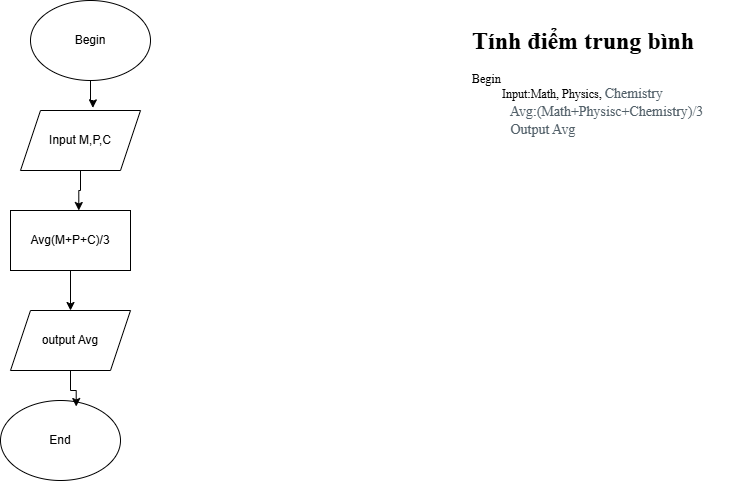 Begin
Input M,P,C
Avg(M+P+C)/3
output Avg
End
Tính điểm trung bình
Begin
Input:Math, Physics, Chemistry
Avg:(Math+Physisc+Chemistry)/3
Output Avg